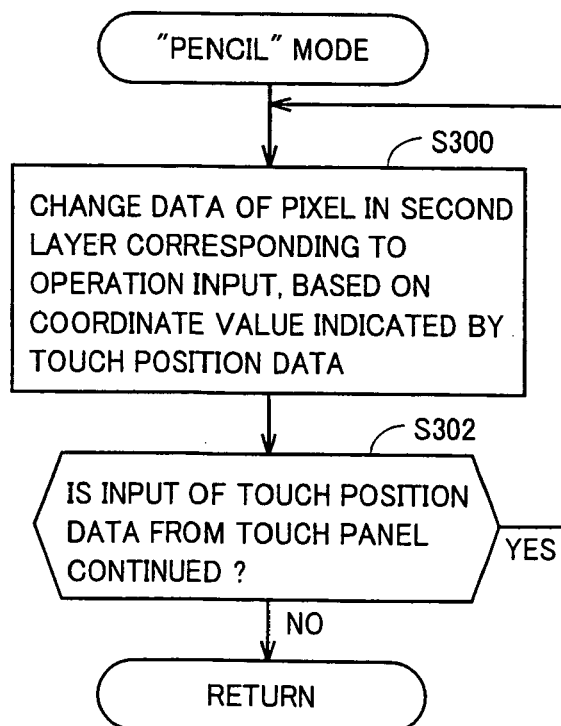 "PENCIL" MODE
S300
CHANGE DATA OF PIXEL IN SECOND
LAYER CORRESPONDING TO
OPERATION INPUT, BASED ON
COORDINATE VALUE INDICATED BY
TOUCH POSITION DATA
S302
IS INPUT OF TOUCH POSITION
DATA FROM TOUCH PANEL
CONTINUED ?
YES
NO
RETURN